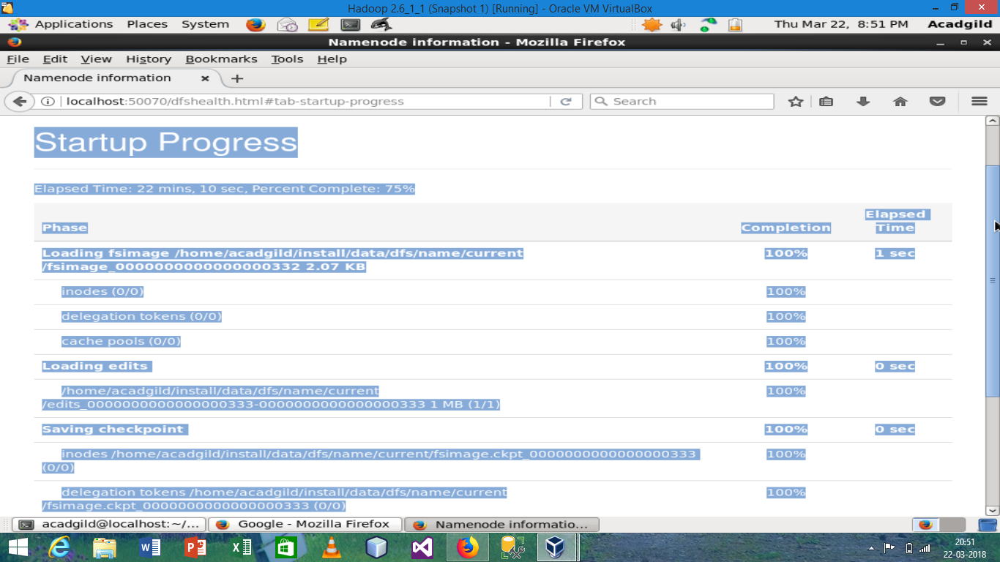 Hadoop 2.6_1_1 (Snapshot 1) [Running] - Oracle VM VirtualBox
Applications Places System Thu Mar 22, 8:51 PM Acadgild
Namenode information - Mozilla Firefox
File Edit View History Bookmarks Tools Help
Namenode information
localhost:50070/dfshealth.html#tab-startup-progress Search
Startup Progress
Elapsed Time: 22 mins, 10 sec, Percent Complete: 75%
Phase Completion Elapsed Time
Loading fsimage /home/acadgild/install/data/dfs/name/current 100% 1 sec
/fsimage_0000000000000000332 2.07 KB
inodes (0/0) 100%
delegation tokens (0/0) 100%
cache pools (0/0) 100%
Loading edits 100% 0 sec
/home/acadgild/install/data/dfs/name/current 100%
/edits_0000000000000000333-0000000000000000333 1 MB (1/1)
Saving checkpoint 100% 0 sec
inodes /home/acadgild/install/data/dfs/name/current/fsimage.ckpt_0000000000000000333 100%
(0/0)
delegation tokens /home/acadgild/install/data/dfs/name/current 100%
/fsimage.ckpt_0000000000000000333 (0/0)
acadgild@localhost:~/... Google - Mozilla Firefox Namenode informatio...
20:51
22-03-2018